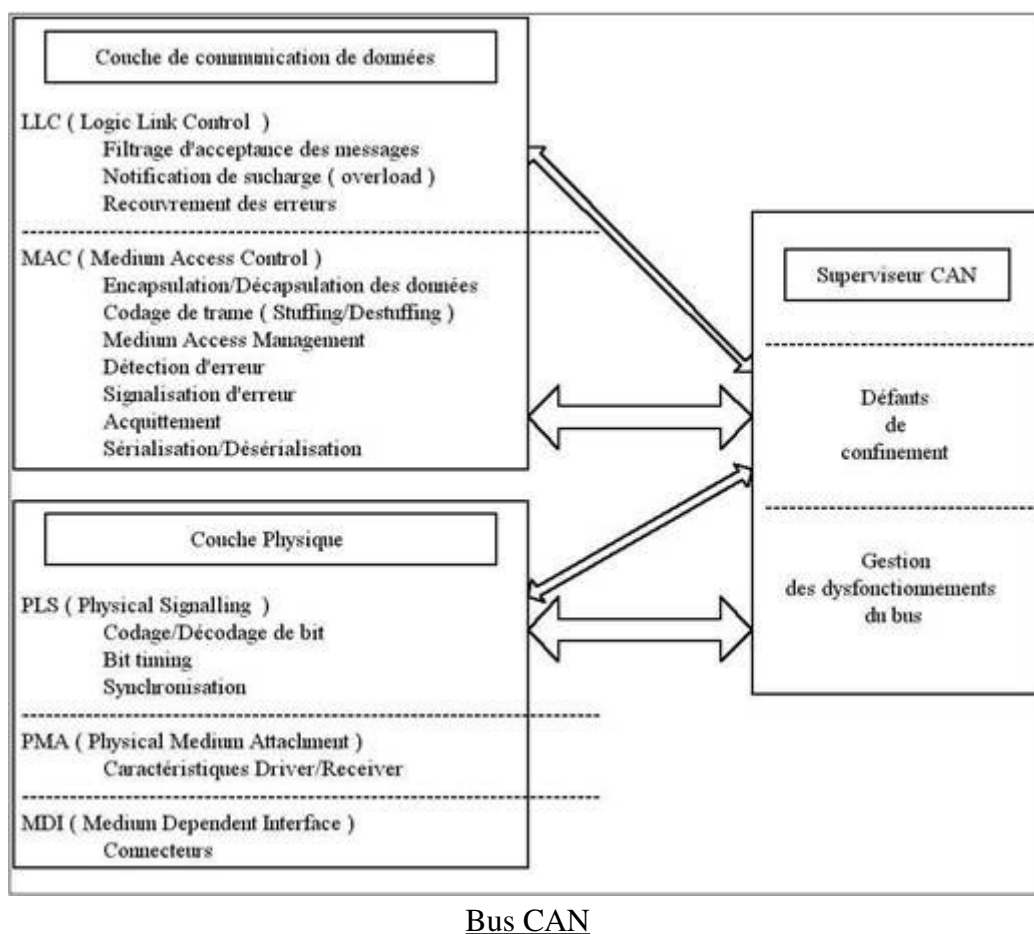 Couche de communication de données
LLC ( Logic Link Control )
Filtrage d'acceptance des messages
Notification de sucharge ( overload )
Recouvrement des erreurs
MAC ( Medium Access Control )
Encapsulation/Décapsulation des données
Codage de trame ( Stuffing/Destuffing )
Medium Access Management
Détection d'erreur
Signalisation d'erreur
Acquittement
Sérialisation/Désérialisation
Couche Physique
PLS ( Physical Signalling )
Codage/Décodage de bit
Bit timing
Synchronisation
PMA ( Physical Medium Attachment )
Caractéristiques Driver/Receiver
MDI ( Medium Dependent Interface )
Connecteurs
Superviseur CAN
Défauts
de
confinement
Gestion
des dysfonctionnements
du bus
Bus CAN